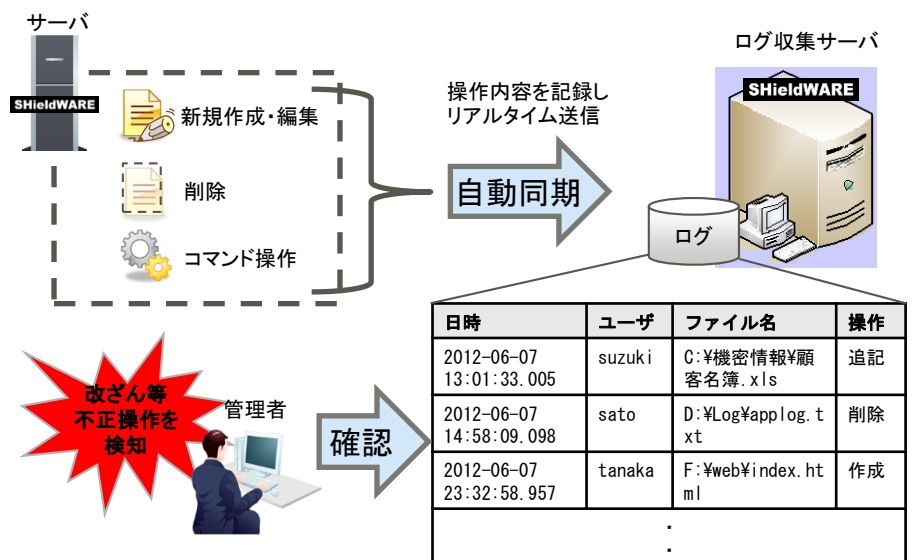 サーバ
SHieldWARE
新規作成・編集
削除
コマンド操作
操作内容を記録し
リアルタイム送信
自動同期
ログ収集サーバ
SHieldWARE
ログ
改ざん等
不正操作を
検知
管理者
確認
日時 ユーザ ファイル名 操作
2012-06-07 suzuki C:¥機密情報¥顧 追記
13:01:33.005 客名簿.xls
2012-06-07 sato D:¥Log¥applog.t 削除
14:58:09.098 xt
2012-06-07 tanaka F:¥web¥index.ht 作成
23:32:58.957 ml
.
.